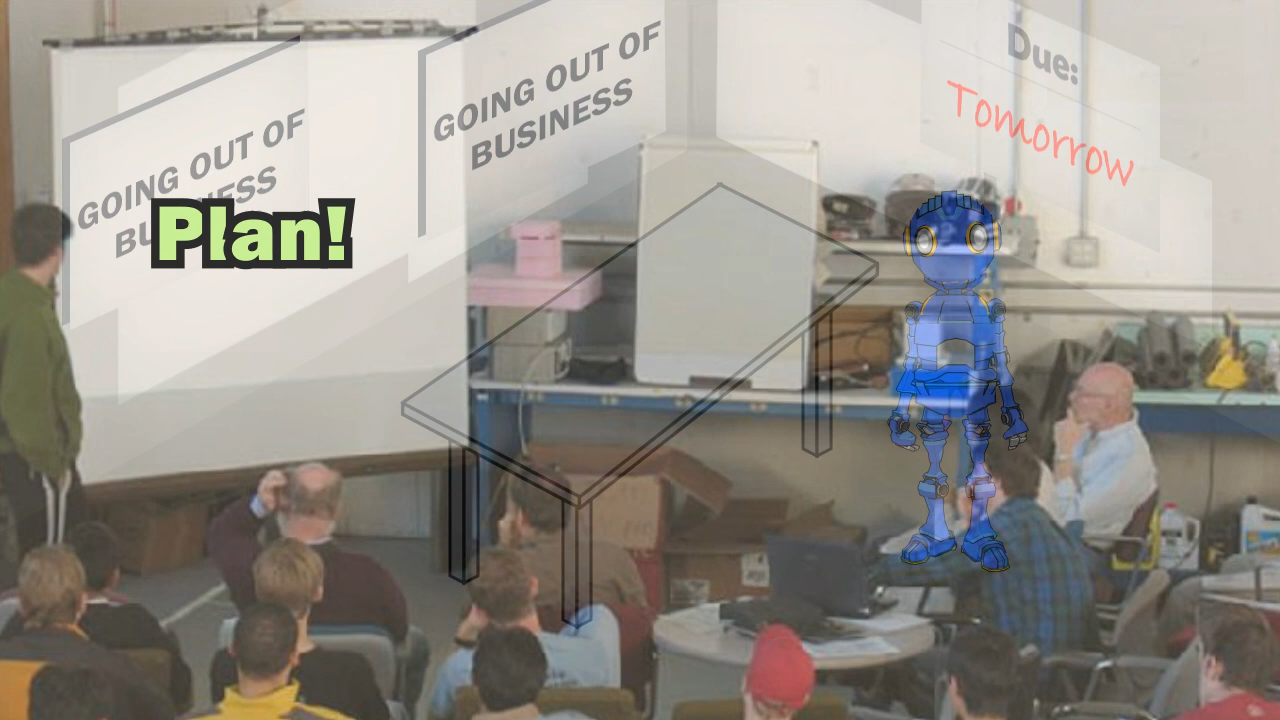 GOING OUT OF
BUSINESS
GOING OUT OF
BUSINESS
Due:
Tomorrow
Plan!